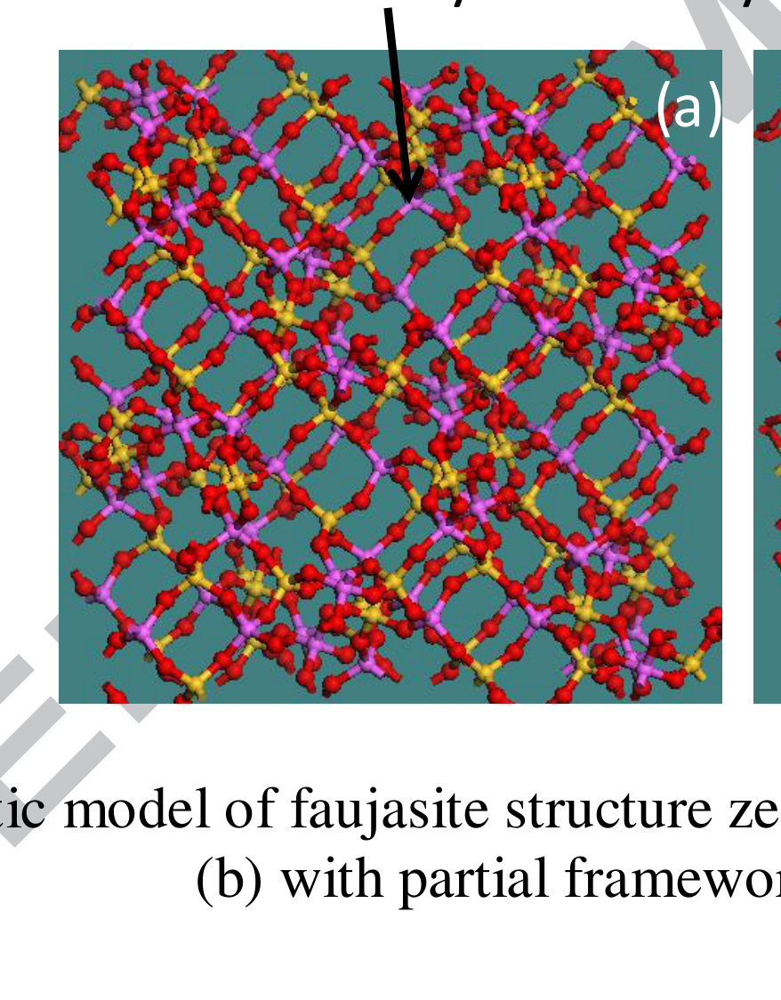 (a)
tic model of faujasite structure ze
(b) with partial framewor